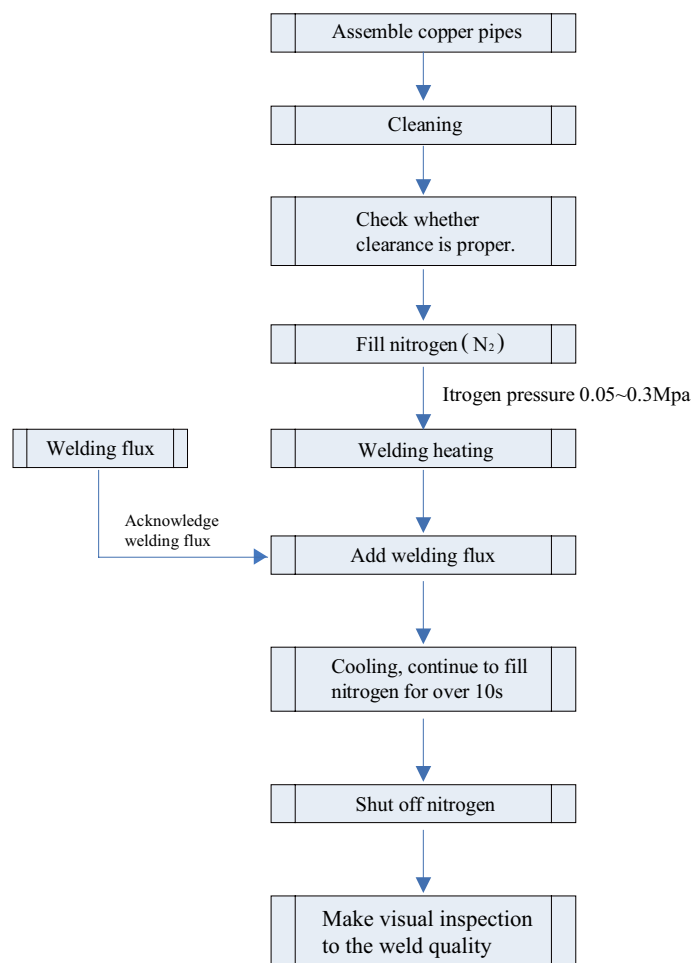 Assemble copper pipes
Cleaning
Check whether
clearance is proper.
Fill nitrogen ( N₂ )
Itrogen pressure 0.05~0.3Mpa
Welding flux
Welding heating
Acknowledge
welding flux
Add welding flux
Cooling, continue to fill
nitrogen for over 10s
Shut off nitrogen
Make visual inspection
to the weld quality